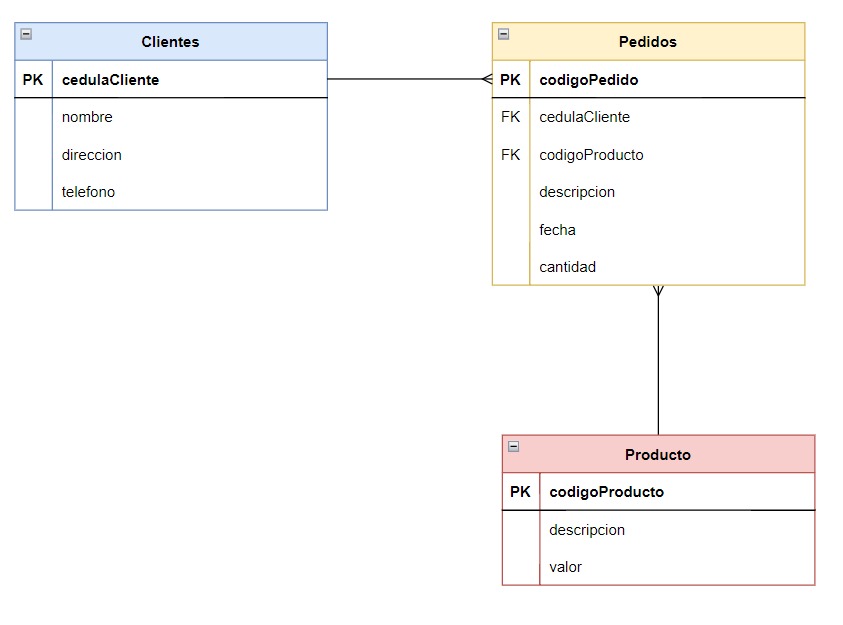 Clientes
PK cedulaCliente
nombre
direccion
telefono
Pedidos
PK codigoPedido
FK cedulaCliente
FK codigoProducto
descripcion
fecha
cantidad
Producto
PK codigoProducto
descripcion
valor